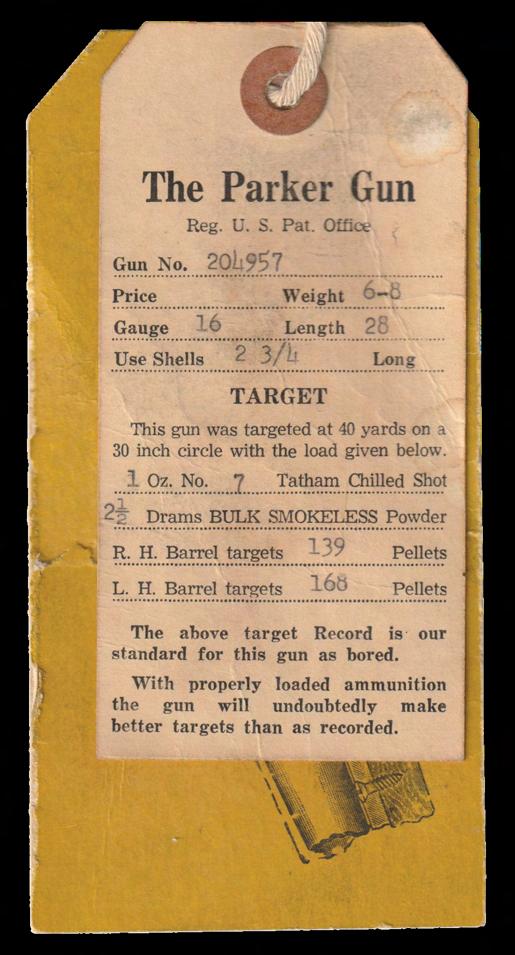 The Parker Gun
Reg. U. S. Pat. Office
Gun No. 204957
Price Weight 6-8
Gauge 16 Length 28
Use Shells 2 3/4 Long
TARGET
This gun was targeted at 40 yards on a
30 inch circle with the load given below.
1 Oz. No. 7 Tatham Chilled Shot
2½ Drams BULK SMOKELESS Powder
R. H. Barrel targets 139 Pellets
L. H. Barrel targets 168 Pellets
The above target Record is our
standard for this gun as bored.
With properly loaded ammunition
the gun will undoubtedly make
better targets than as recorded.